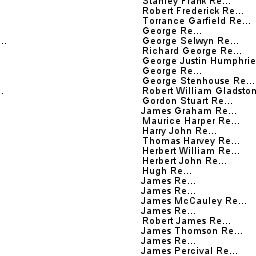 Stanley Frank Re...
Robert Frederick Re...
Torrance Garfield Re...
George Re...
...
George Selwyn Re...
Richard George Re...
George Justin Humphrie
George Re...
George Stenhouse Re...
Robert William Gladston
Gordon Stuart Re...
James Graham Re...
Maurice Harper Re...
Harry John Re...
Thomas Harvey Re...
Herbert William Re...
Herbert John Re...
Hugh Re...
James Re...
James Re...
James McCauley Re...
James Re...
Robert James Re...
James Thomson Re...
James Re...
James Percival Re...